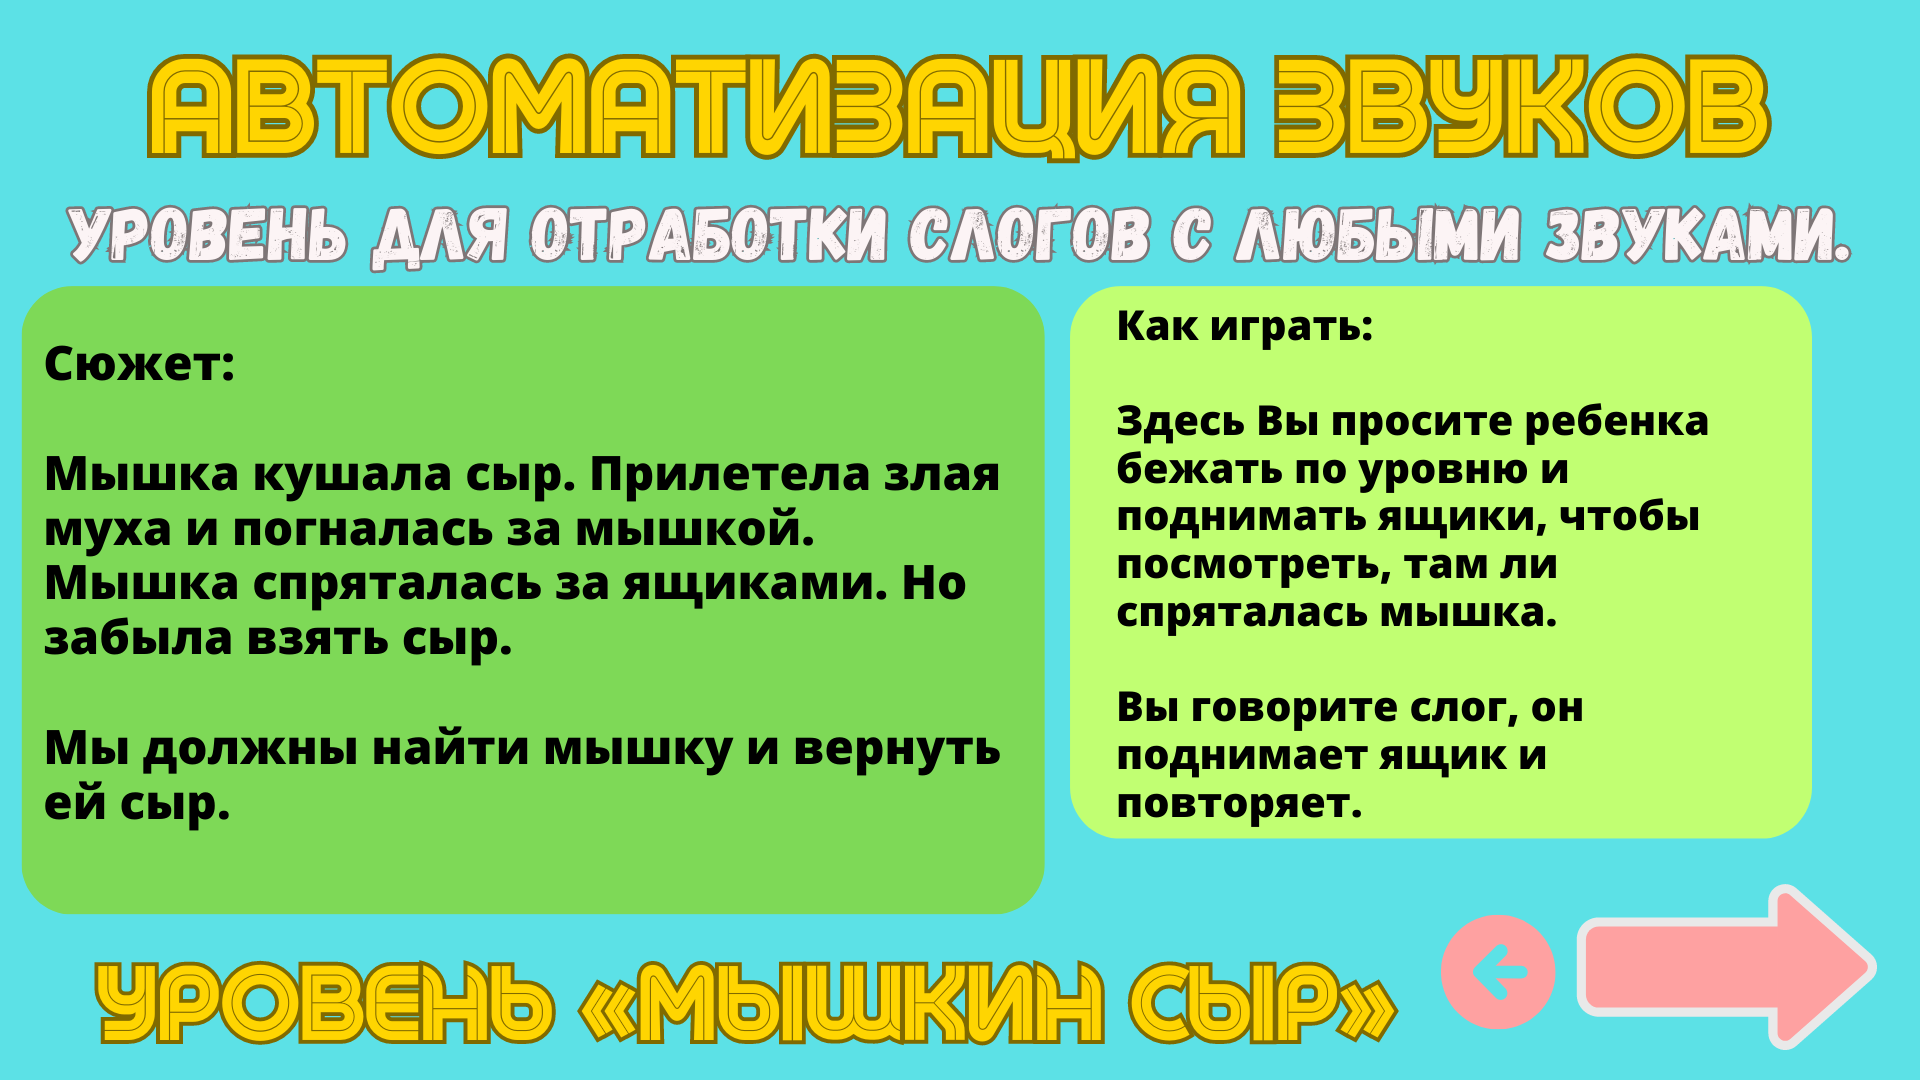 АВТОМАТИЗАЦИЯ ЗВУКОВ
УРОВЕНЬ ДЛЯ ОТРАБОТКИ СЛОГОВ С ЛЮБЫМИ ЗВУКАМИ.
Сюжет:
Мышка кушала сыр. Прилетела злая
муха и погналась за мышкой.
Мышка спряталась за ящиками. Но
забыла взять сыр.
Мы должны найти мышку и вернуть
ей сыр.
Как играть:
Здесь Вы просите ребенка
бежать по уровню и
поднимать ящики, чтобы
посмотреть, там ли
спряталась мышка.
Вы говорите слог, он
поднимает ящик и
повторяет.
УРОВЕНЬ «МЫШКИН СЫР»